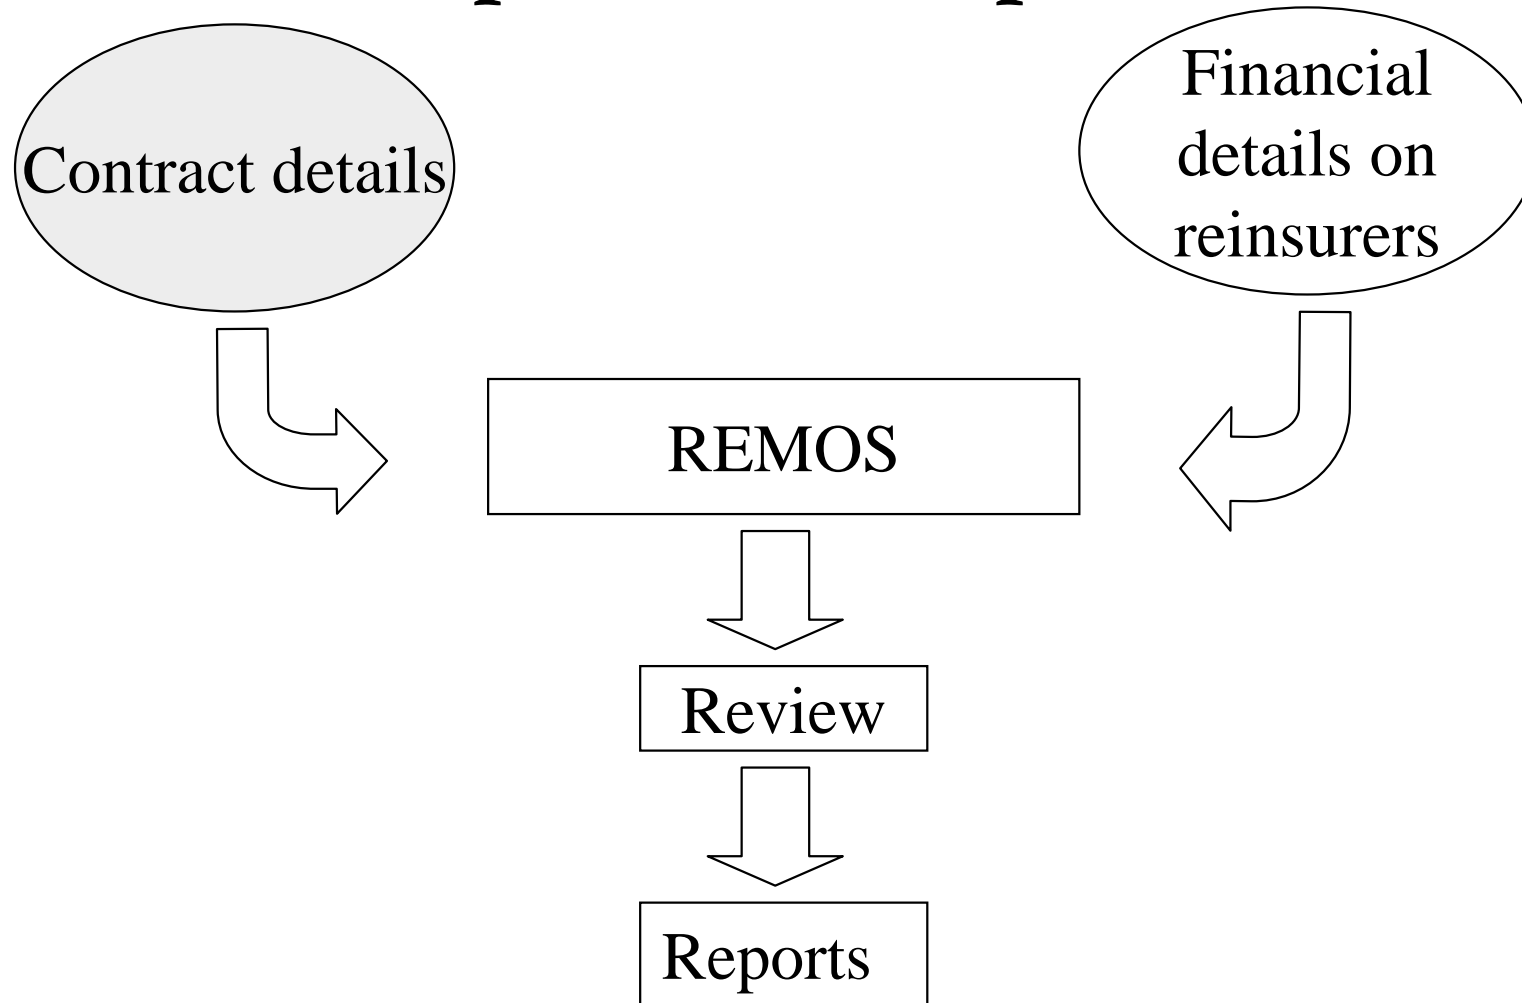 Contract details
Financial
details on
reinsurers
REMOS
Review
Reports